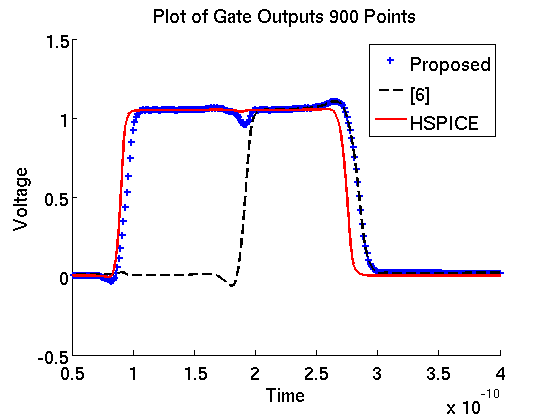 Plot of Gate Outputs 900 Points
1.5
1
0.5
0
-0.5
Voltage
Proposed
[6]
HSPICE
0.5 1 1.5 2 2.5 3 3.5 4
Time
x 10^-10